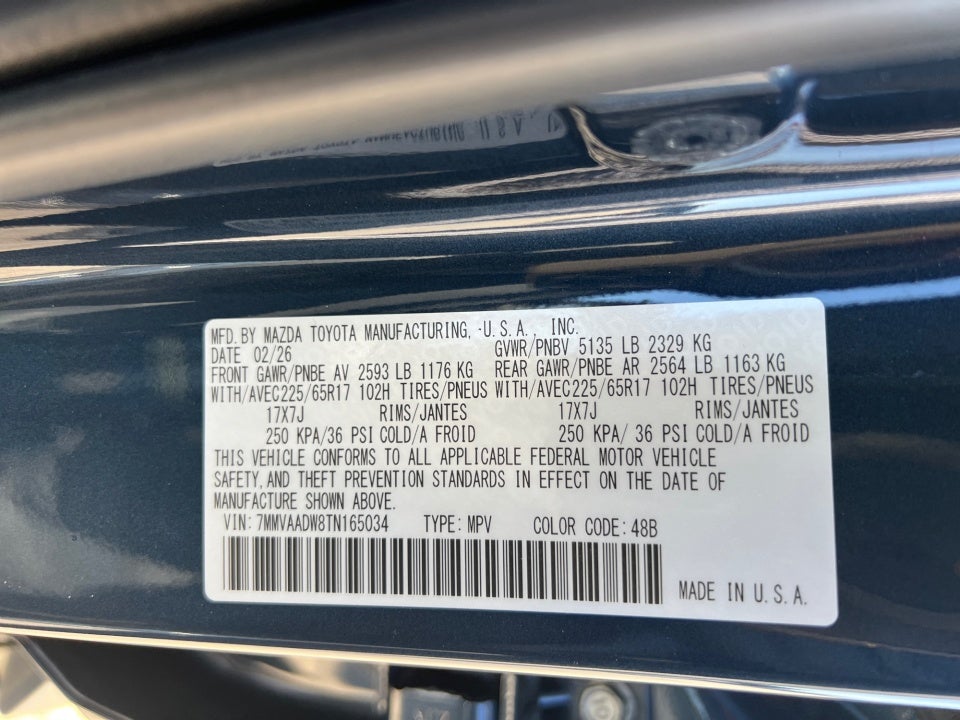 MFD. BY MAZDA TOYOTA MANUFACTURING, U.S.A., INC.
DATE 02/26 GVWR/PNBV 5135 LB 2329 KG
FRONT GAWR/PNBE AV 2593 LB 1176 KG REAR GAWR/PNBE AR 2564 LB 1163 KG
WITH/AVEC225/65R17 102H TIRES/PNEUS WITH/AVEC225/65R17 102H TIRES/PNEUS
17X7J RIMS/JANTES 17X7J RIMS/JANTES
250 KPA/36 PSI COLD/A FROID 250 KPA/ 36 PSI COLD/A FROID
THIS VEHICLE CONFORMS TO ALL APPLICABLE FEDERAL MOTOR VEHICLE
SAFETY, AND THEFT PREVENTION STANDARDS IN EFFECT ON THE DATE OF
MANUFACTURE SHOWN ABOVE.
VIN: 7MMVAADW8TN165034 TYPE: MPV COLOR CODE: 48B
MADE IN U.S.A.